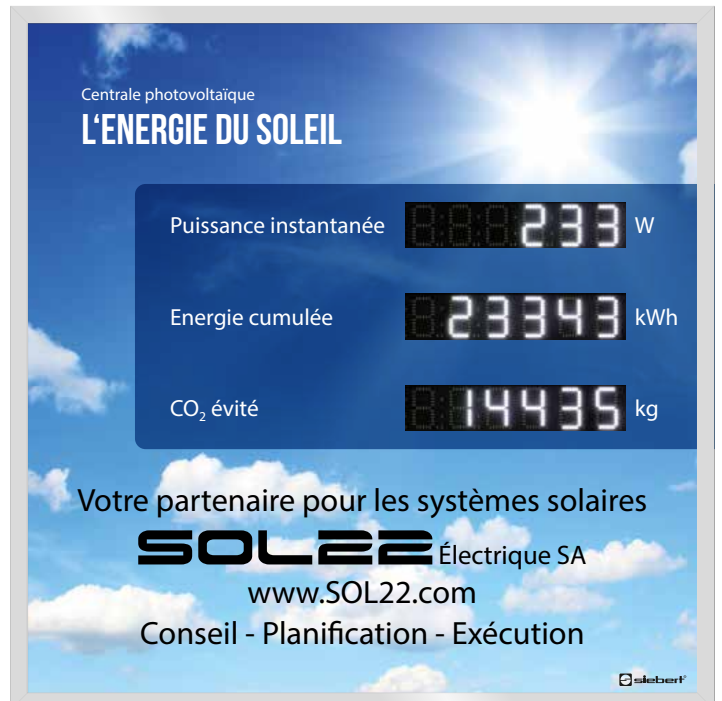 Centrale photovoltaïque
L'ENERGIE DU SOLEIL
Puissance instantanée 233 W
Energie cumulée 23343 kWh
CO₂ évité 14435 kg
Votre partenaire pour les systèmes solaires
SOL22 Électrique SA
www.SOL22.com
Conseil - Planification - Exécution
siebert